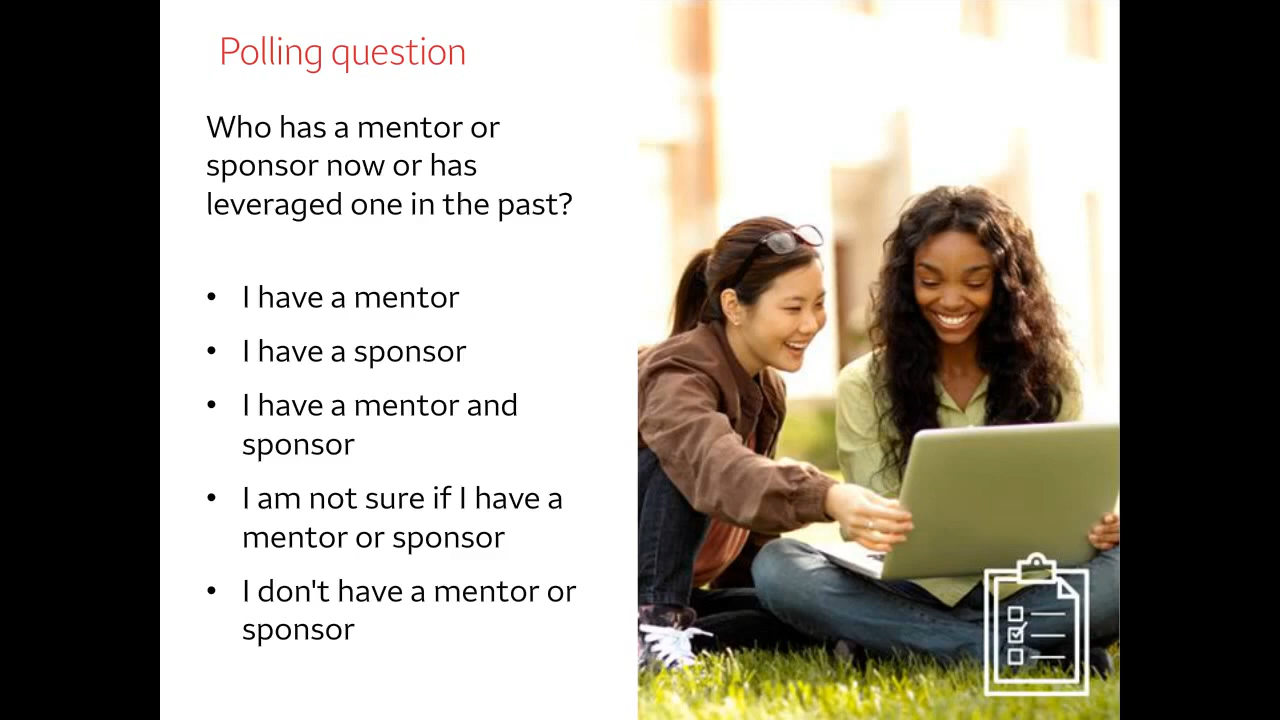 Polling question
Who has a mentor or
sponsor now or has
leveraged one in the past?
• I have a mentor
• I have a sponsor
• I have a mentor and
sponsor
• I am not sure if I have a
mentor or sponsor
• I don't have a mentor or
sponsor